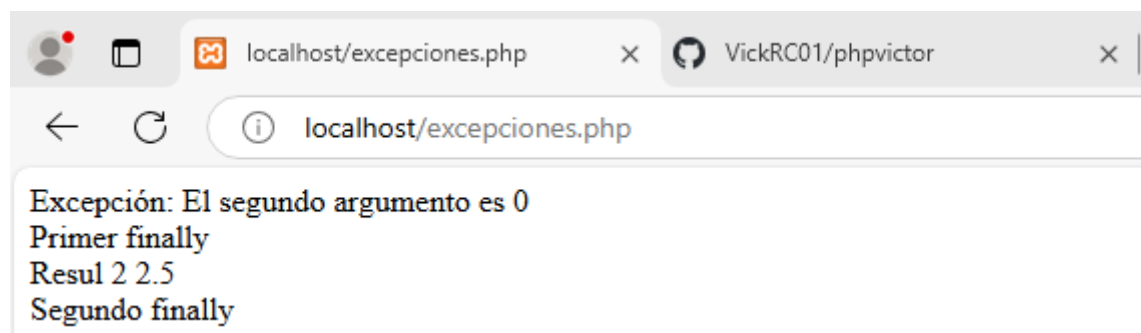 localhost/excepciones.php
VickRC01/phpvictor
localhost/excepciones.php
Excepción: El segundo argumento es 0
Primer finally
Resul 2 2.5
Segundo finally